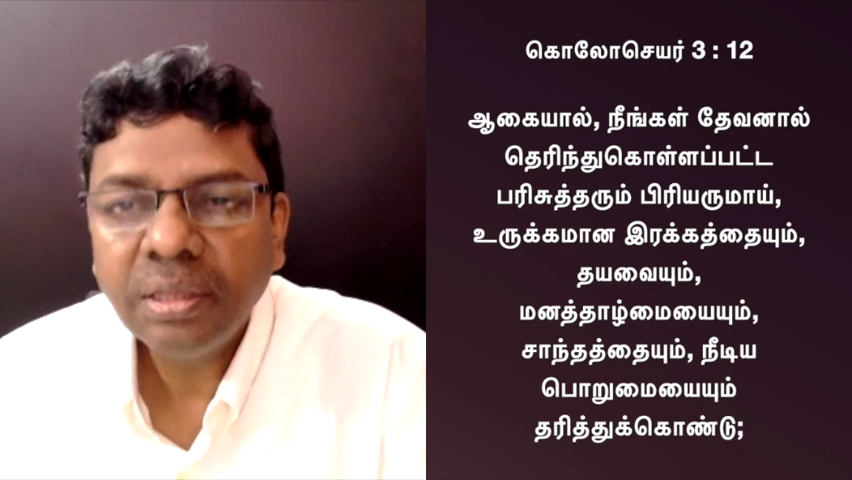 கொலோசெயர் 3 : 12
ஆகையால், நீங்கள் தேவனால்
தெரிந்துகொள்ளப்பட்ட
பரிசுத்தரும் பிரியருமாய்,
உருக்கமான இரக்கத்தையும்,
தயவையும்,
மனத்தாழ்மையையும்,
சாந்தத்தையும், நீடிய
பொறுமையையும்
தரித்துக்கொண்டு;